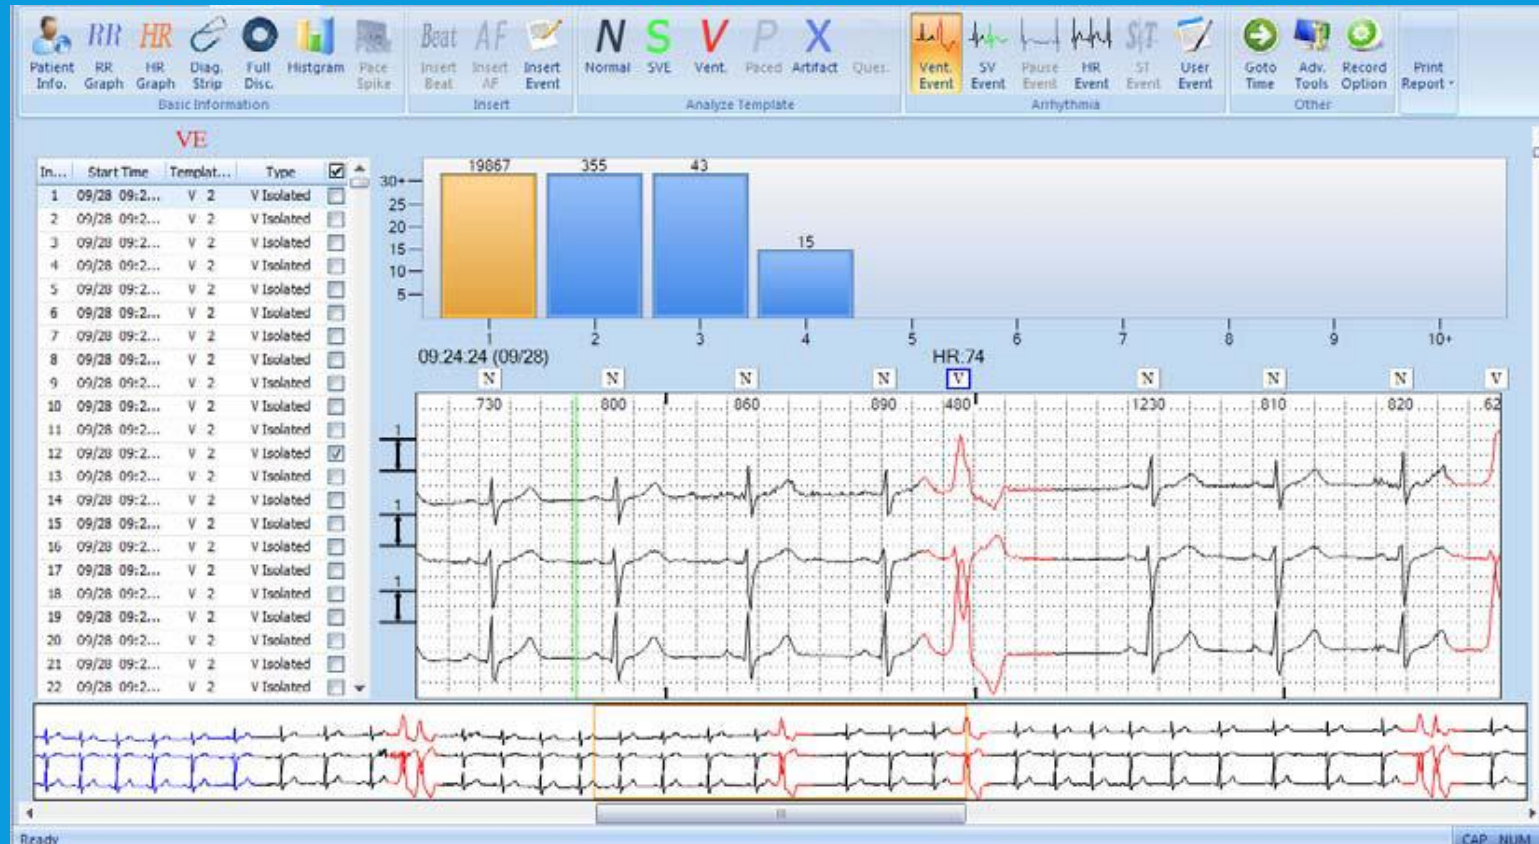 RR HR Beat AF N S V P X S|T
Patient Info. RR Graph HR Graph Diag. Strip Full Disc. Histgram Pace Spike Insert Beat Insert AF Insert Event Normal SVE Vent. Paced Artifact Ques. Vent. Event SV Event Pause Event HR Event ST Event User Event Goto Time Adv. Tools Record Option Print Report
Basic Information Insert Analyze Template Arrhythmia Other
VE
In... Start Time Templat... Type
1 09/28 09:2... V 2 V Isolated
2 09/28 09:2... V 2 V Isolated
3 09/28 09:2... V 2 V Isolated
4 09/28 09:2... V 2 V Isolated
5 09/28 09:2... V 2 V Isolated
6 09/28 09:2... V 2 V Isolated
7 09/28 09:2... V 2 V Isolated
8 09/28 09:2... V 2 V Isolated
9 09/28 09:2... V 2 V Isolated
10 09/28 09:2... V 2 V Isolated
11 09/28 09:2... V 2 V Isolated
12 09/28 09:2... V 2 V Isolated
13 09/28 09:2... V 2 V Isolated
14 09/28 09:2... V 2 V Isolated
15 09/28 09:2... V 2 V Isolated
16 09/28 09:2... V 2 V Isolated
17 09/28 09:2... V 2 V Isolated
18 09/28 09:2... V 2 V Isolated
19 09/28 09:2... V 2 V Isolated
20 09/28 09:2... V 2 V Isolated
21 09/28 09:2... V 2 V Isolated
22 09/28 09:2... V 2 V Isolated
19867 355 43
30+
25
20
15 15
10
5
1 2 3 4 5 6 7 8 9 10+
09:24:24 (09/28) HR:74
N N N N V N N N V
730 800 860 890 480 1230 810 820 62
1
1
1
Ready CAP NUM